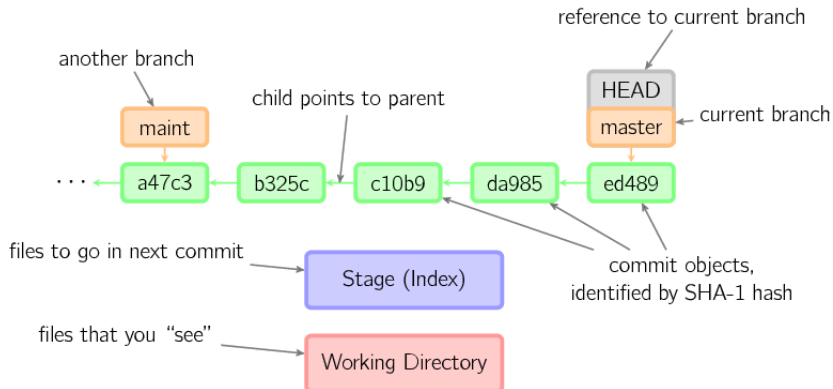 reference to current branch
another branch
HEAD
child points to parent
maint
master
current branch
···
a47c3
b325c
c10b9
da985
ed489
files to go in next commit
Stage (Index)
commit objects,
identified by SHA-1 hash
files that you “see”
Working Directory